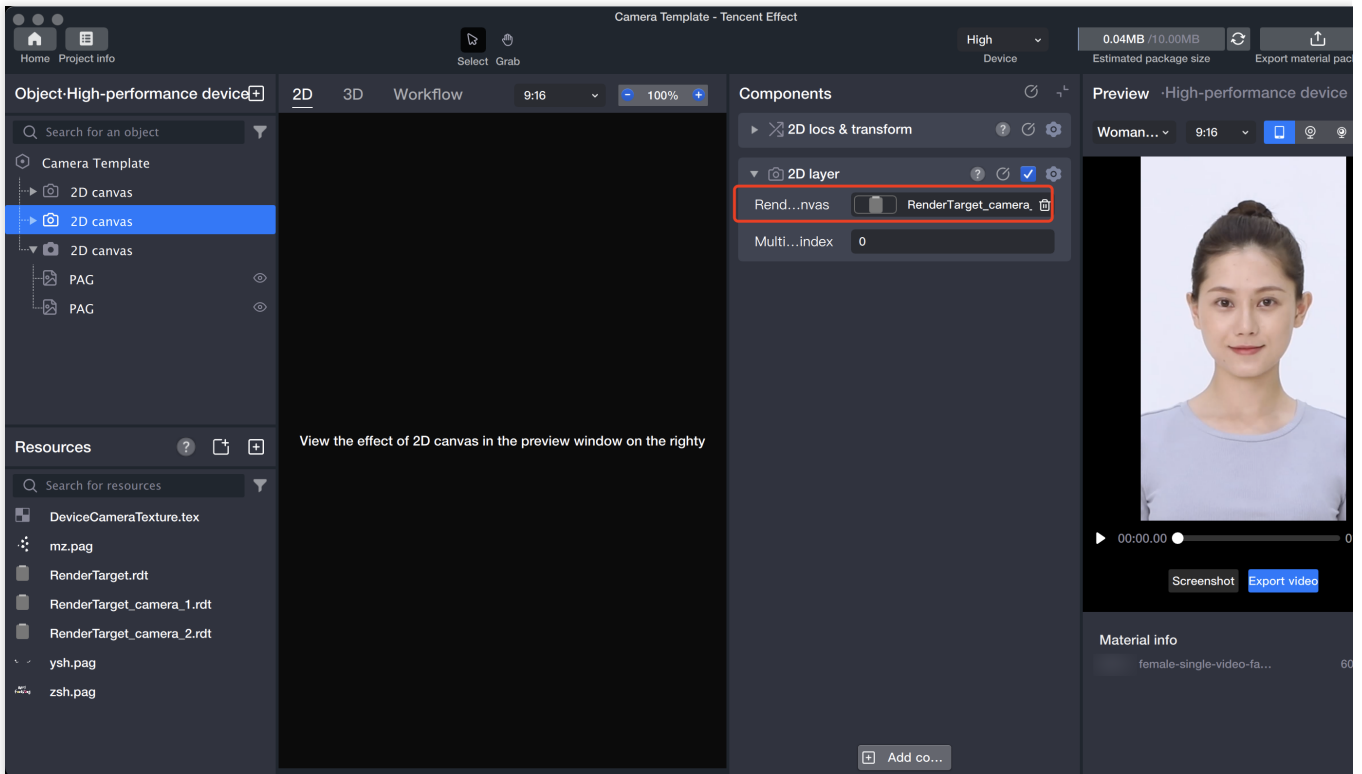 Camera Template - Tencent Effect
Home Project info
Select Grab
High
Device
0.04MB /10.00MB
Estimated package size
Export material pac
Object·High-performance device
2D 3D Workflow 9:16 100%
Components
Preview ·High-performance device
Search for an object
Camera Template
2D canvas
2D canvas
2D canvas
PAG
PAG
2D locs & transform
2D layer
Rend...nvas RenderTarget_camera_
Multi...index 0
Woman... 9:16
View the effect of 2D canvas in the preview window on the righty
Resources
Search for resources
DeviceCameraTexture.tex
mz.pag
RenderTarget.rdt
RenderTarget_camera_1.rdt
RenderTarget_camera_2.rdt
ysh.pag
zsh.pag
Add co...
00:00.00 0
Screenshot Export video
Material info
female-single-video-fa... 60